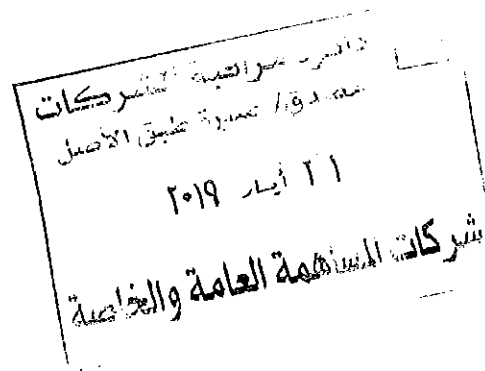 دائرة مراقبة الشركات
مصدق / صورة طبق الأصل
٢١ أيار ٢٠١٩
شركات المساهمة العامة والخاصة